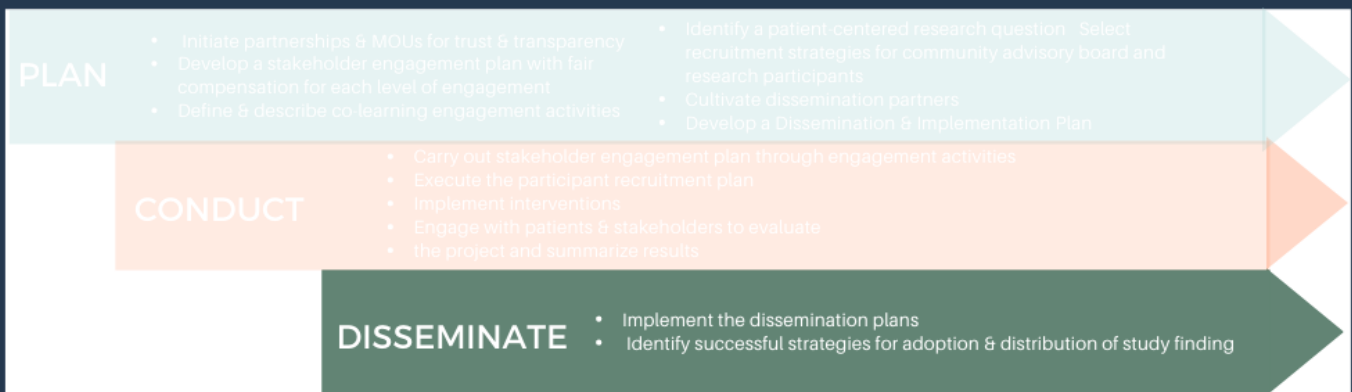 PLAN
• Initiate partnerships & MOUs for trust & transparency
• Develop a stakeholder engagement plan with fair
compensation for each level of engagement
• Define & describe co learning engagement activities
• Identify a patient-centered research question Select
recruitment strategies for community advisory board and
research participants
• Cultivate dissemination partners
• Develop a Dissemination & Implementation Plan
CONDUCT
• Carry out stakeholder engagement plan through engagement activities
• Execute the participant recruitment plan
• Implement interventions
• Engage with patients & stakeholders to evaluate
• the project and summarize results
DISSEMINATE
• Implement the dissemination plans
• Identify successful strategies for adoption & distribution of study finding